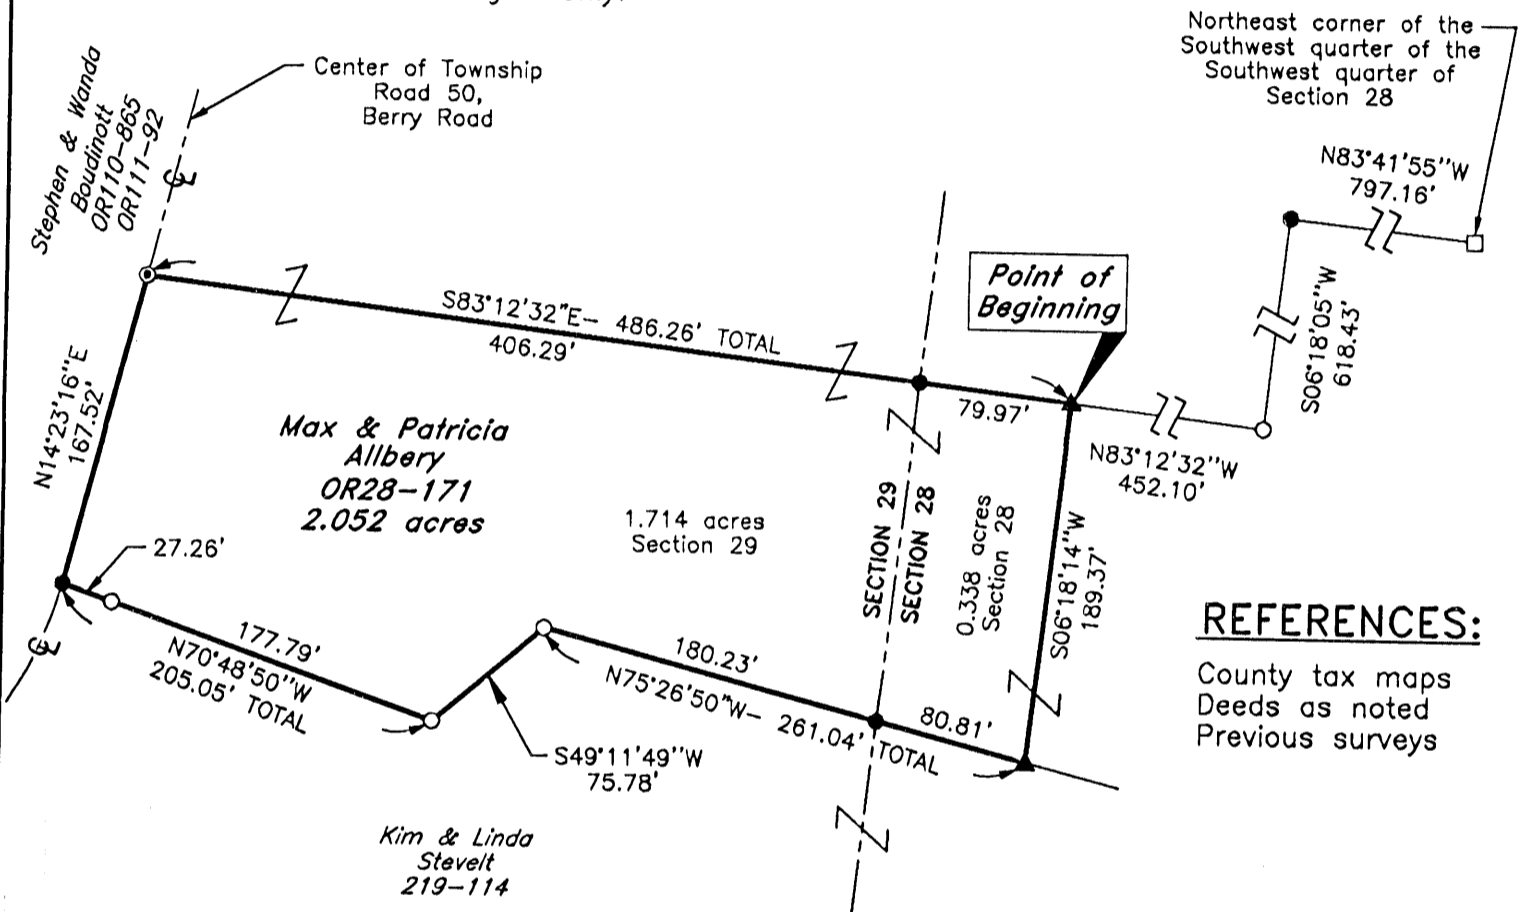 Northeast corner of the
Southwest quarter of the
Southwest quarter of
Section 28
Center of Township
Road 50,
Berry Road
Stephen & Wanda
Boudinott
OR110-865
OR111-92
N83°41'55"W
797.16'
S06°18'05"W
618.43'
Point of
Beginning
S83°12'32"E- 486.26' TOTAL
406.29'
79.97'
N83°12'32"W
452.10'
N14°23'16"E
167.52'
Max & Patricia
Allbery
OR28-171
2.052 acres
1.714 acres
Section 29
SECTION 29
SECTION 28
0.338 acres
Section 28
S06°18'14"W
189.37'
27.26'
177.79'
N70°48'50"W
205.05' TOTAL
180.23'
N75°26'50"W- 261.04' TOTAL
80.81'
S49°11'49"W
75.78'
Kim & Linda
Stevelt
219-114
REFERENCES:
County tax maps
Deeds as noted
Previous surveys